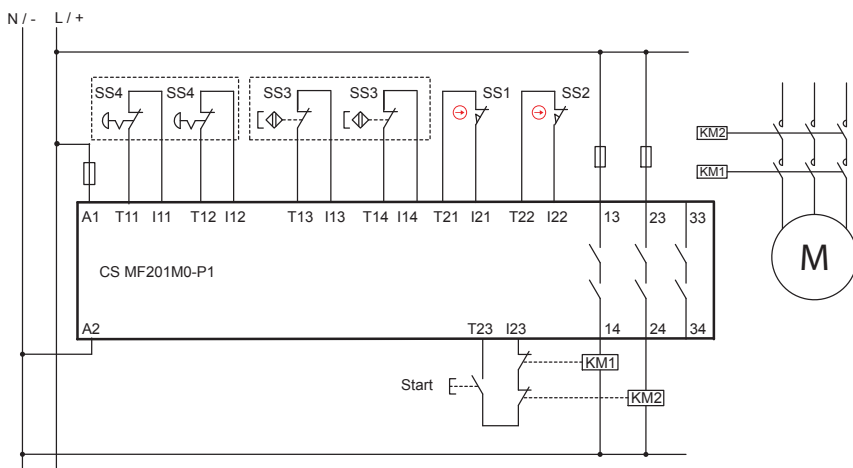 N / -
L / +
SS4
SS4
SS3
SS3
SS1
SS2
KM2
KM1
A1
T11
I11
T12
I12
T13
I13
T14
I14
T21
I21
T22
I22
13
23
33
M
CS MF201M0-P1
A2
T23
I23
14
24
34
Start
KM1
KM2